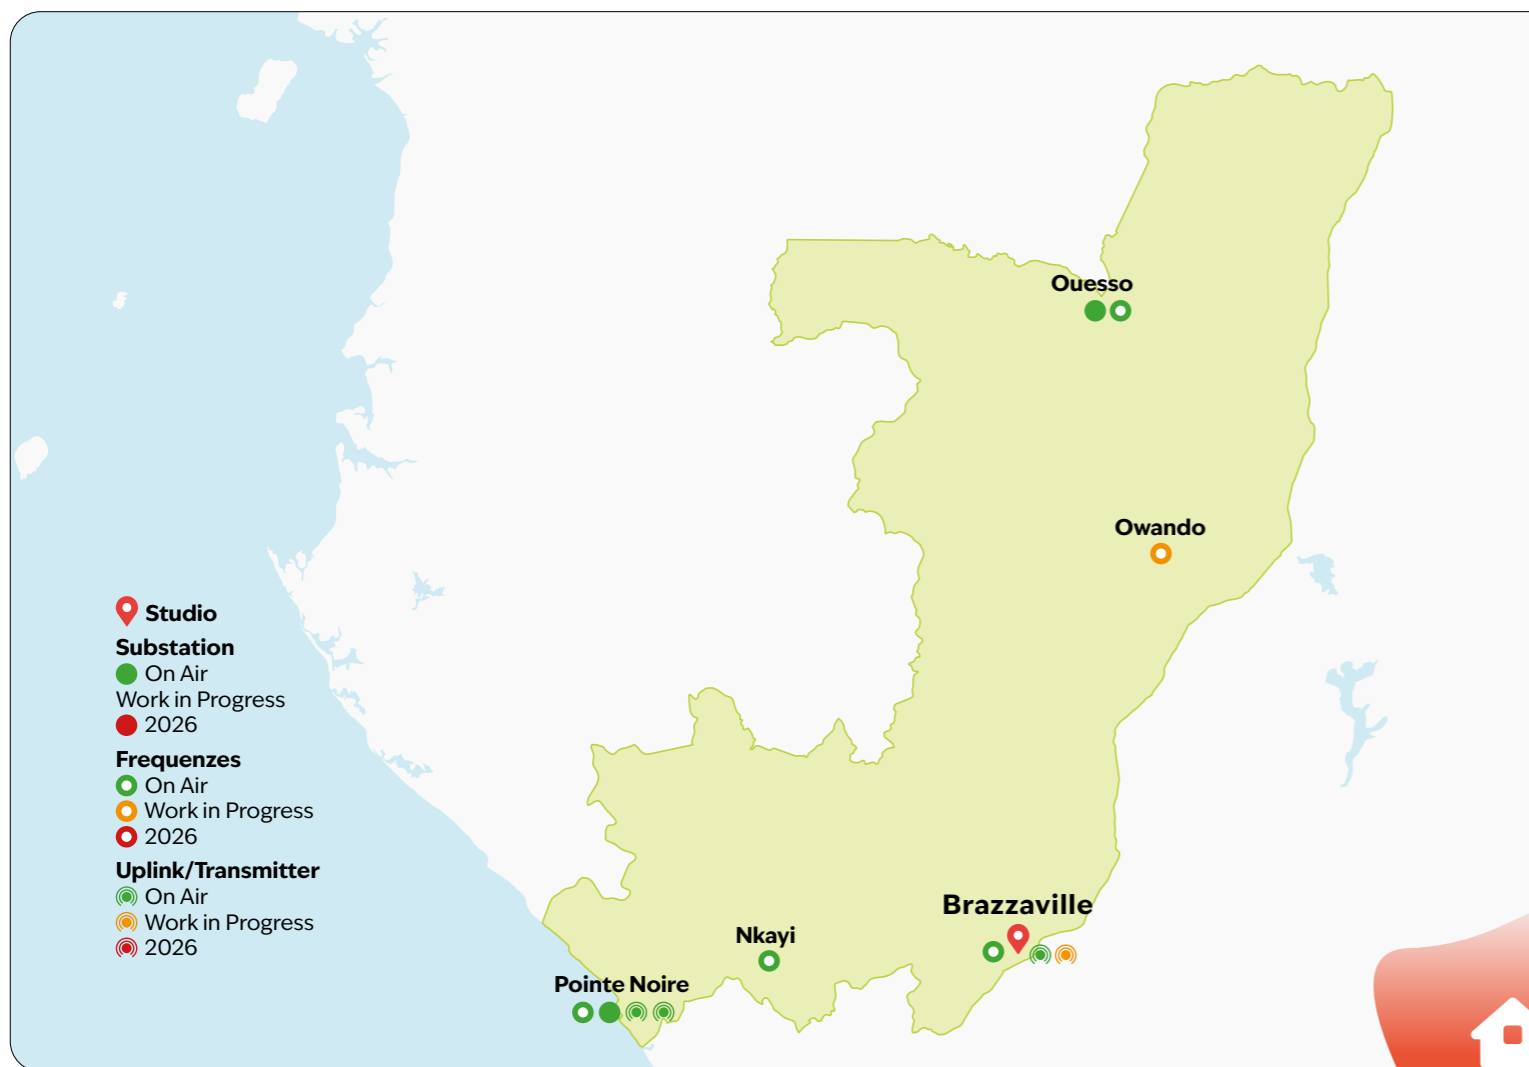 Ouesso
Owando
Studio
Substation
On Air
Work in Progress
2026
Frequenzes
On Air
Work in Progress
2026
Uplink/Transmitter
On Air
Work in Progress
2026
Brazzaville
Nkayi
Pointe Noire